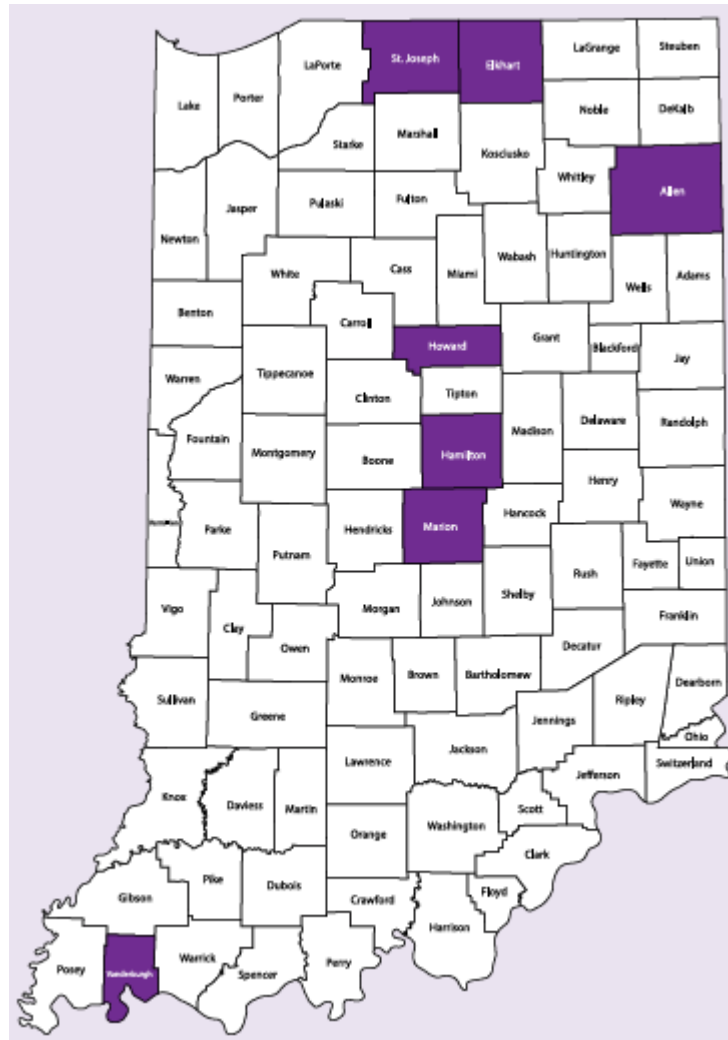 St. Joseph
Elkhart
LaGrange
Steuben
LaPorte
Lake
Porter
Noble
DeKalb
Marshall
Starke
Kosciusko
Whitley
Allen
Jasper
Pulaski
Fulton
Newton
White
Cass
Miami
Wabash
Huntington
Wells
Adams
Benton
Carroll
Howard
Grant
Blackford
Jay
Warren
Tippecanoe
Clinton
Tipton
Madison
Delaware
Randolph
Fountain
Montgomery
Boone
Hamilton
Henry
Wayne
Parke
Putnam
Hendricks
Marion
Hancock
Rush
Fayette
Union
Vigo
Clay
Owen
Morgan
Johnson
Shelby
Franklin
Decatur
Sullivan
Greene
Monroe
Brown
Bartholomew
Dearborn
Ripley
Jennings
Ohio
Switzerland
Lawrence
Jackson
Jefferson
Knox
Daviess
Martin
Orange
Washington
Scott
Clark
Pike
Dubois
Gibson
Crawford
Floyd
Harrison
Posey
Vanderburgh
Warrick
Spencer
Perry